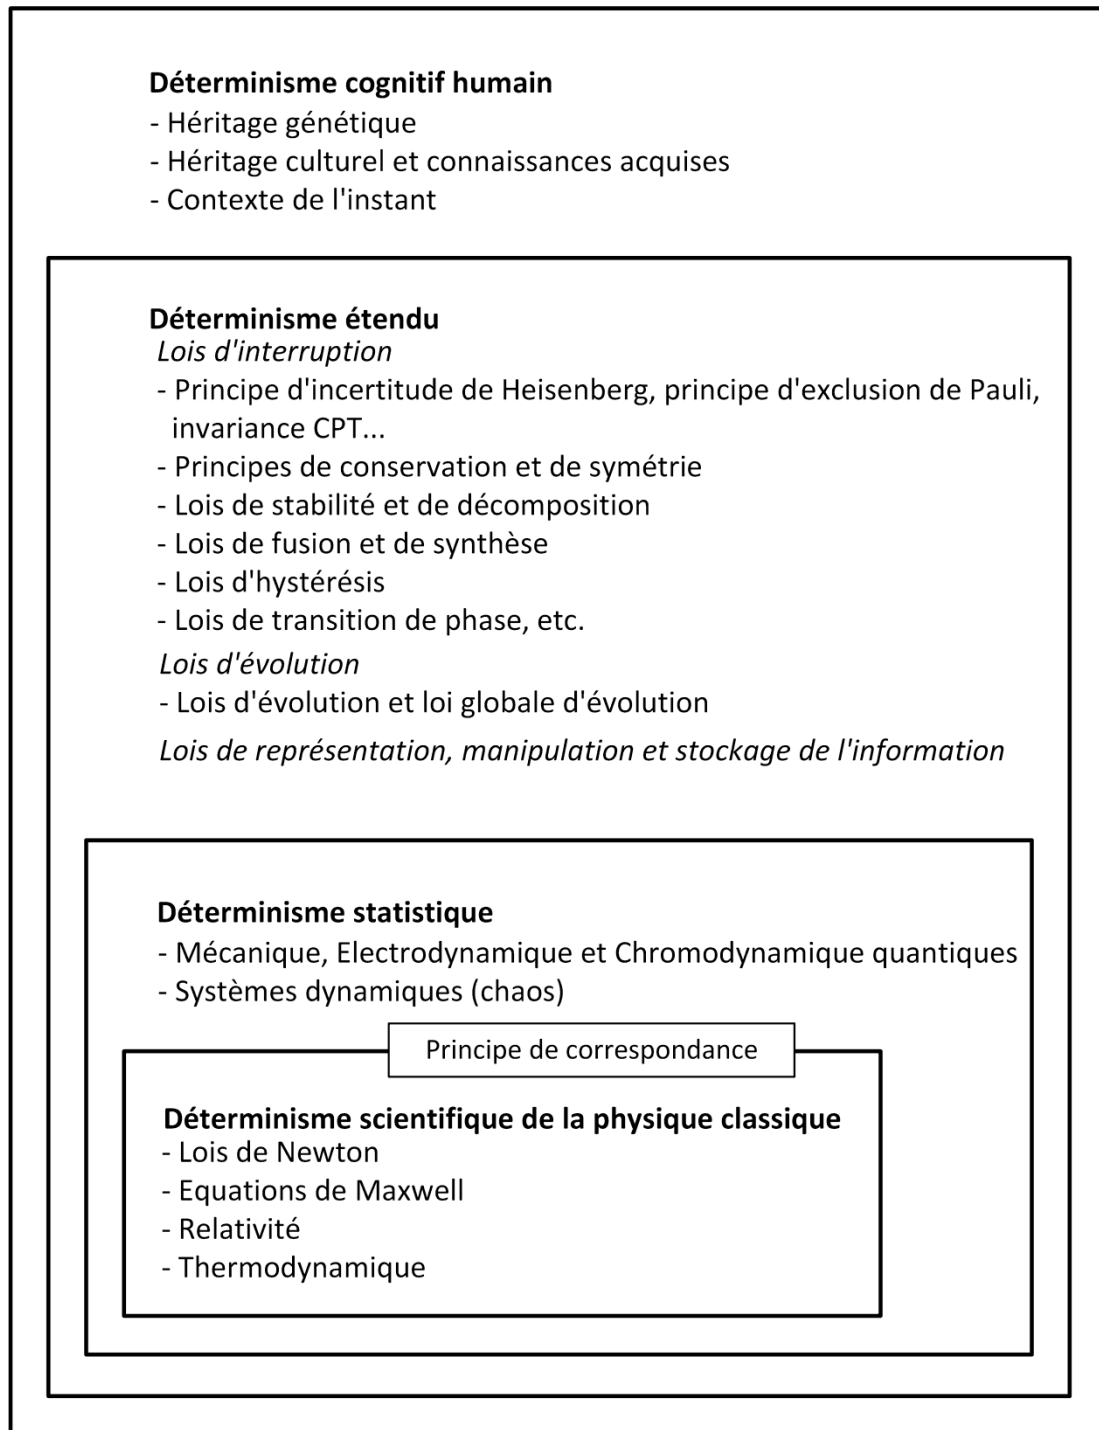 Déterminisme cognitif humain
- Héritage génétique
- Héritage culturel et connaissances acquises
- Contexte de l'instant
Déterminisme étendu
Lois d'interruption
- Principe d'incertitude de Heisenberg, principe d'exclusion de Pauli,
invariance CPT...
- Principes de conservation et de symétrie
- Lois de stabilité et de décomposition
- Lois de fusion et de synthèse
- Lois d'hystérésis
- Lois de transition de phase, etc.
Lois d'évolution
- Lois d'évolution et loi globale d'évolution
Lois de représentation, manipulation et stockage de l'information
Déterminisme statistique
- Mécanique, Electrodynamique et Chromodynamique quantiques
- Systèmes dynamiques (chaos)
Principe de correspondance
Déterminisme scientifique de la physique classique
- Lois de Newton
- Equations de Maxwell
- Relativité
- Thermodynamique